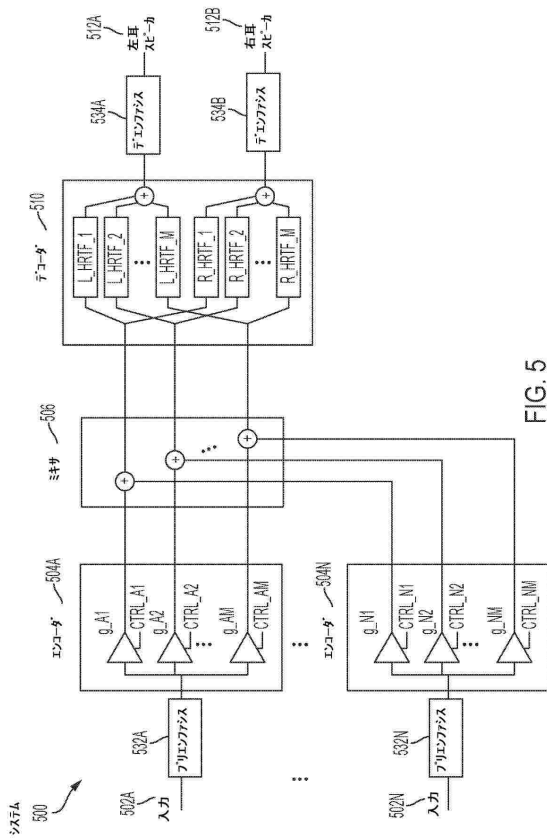 システム
500
502A
入力
532A
プリエンファシス
エンコーダ
504A
g_A1
CTRL_A1
g_A2
CTRL_A2
g_AM
CTRL_AM
502N
入力
532N
プリエンファシス
エンコーダ
504N
g_N1
CTRL_N1
g_N2
CTRL_N2
g_NM
CTRL_NM
ミキサ
506
デコーダ
510
L_HRTF_1
L_HRTF_2
L_HRTF_M
R_HRTF_1
R_HRTF_2
R_HRTF_M
534A
デエンファシス
512A
左耳
スピーカ
534B
デエンファシス
512B
右耳
スピーカ
FIG. 5